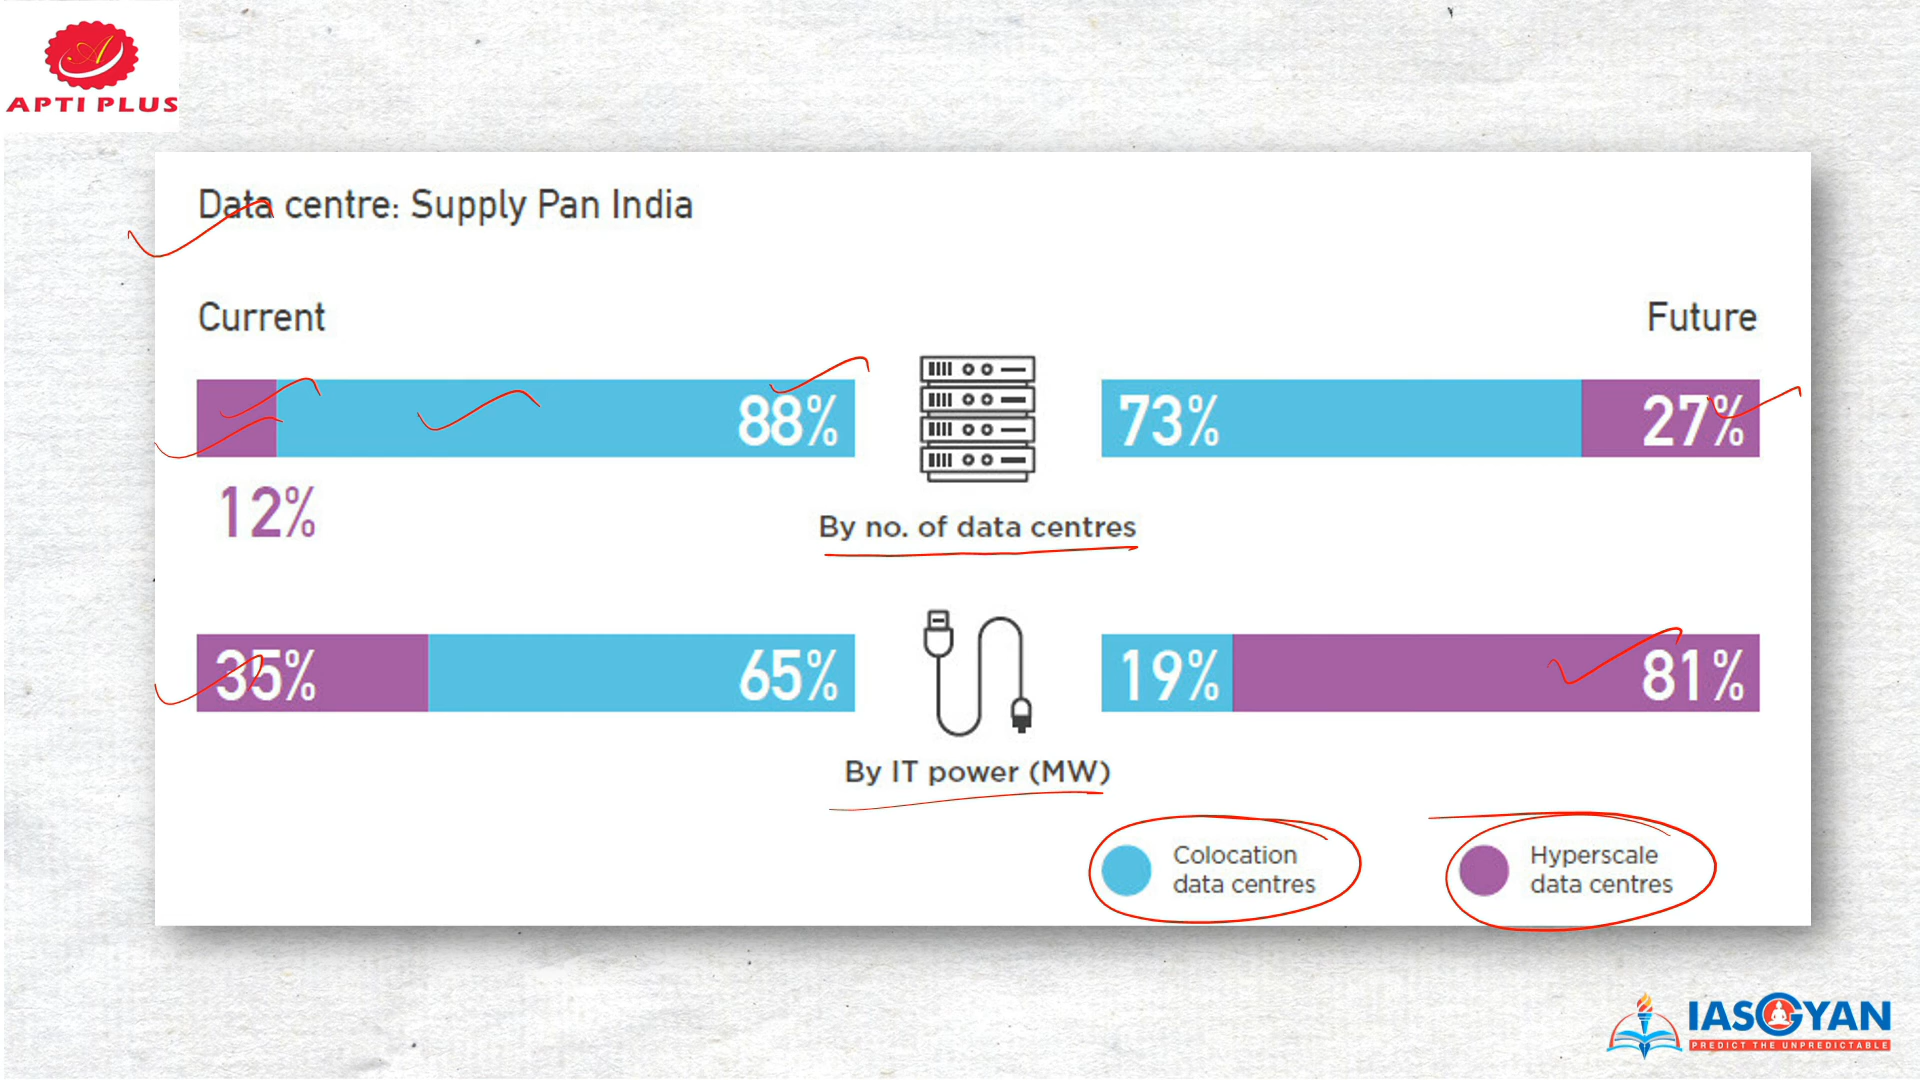 APTI PLUS
Data centre: Supply Pan India
Current
Future
88%
73%
27%
12%
By no. of data centres
35%
65%
19%
81%
By IT power (MW)
Colocation
data centres
Hyperscale
data centres
IASGYAN
PREDICT THE UNPREDICTABLE